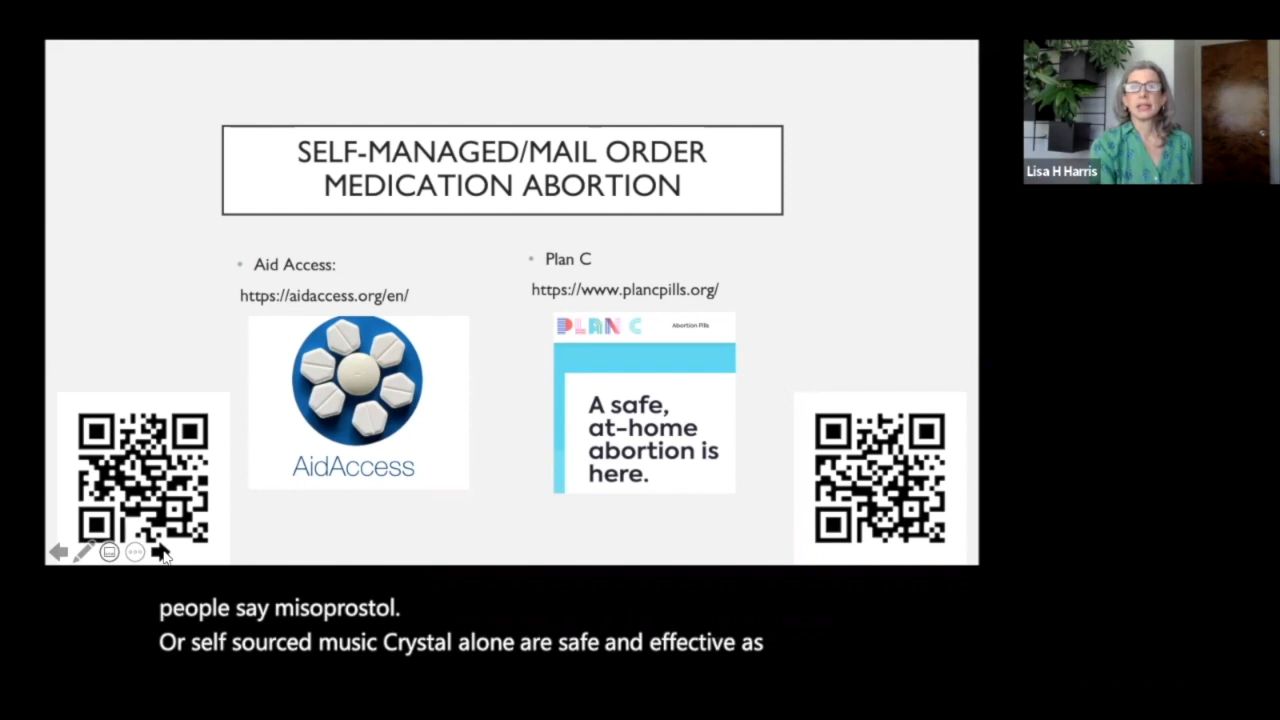 SELF-MANAGED/MAIL ORDER
MEDICATION ABORTION
• Aid Access:
https://aidaccess.org/en/
AidAccess
• Plan C
https://www.plancpills.org/
PLAN C
Abortion Pills
A safe,
at-home
abortion is
here.
Lisa H Harris
people say misoprostol.
Or self sourced music Crystal alone are safe and effective as